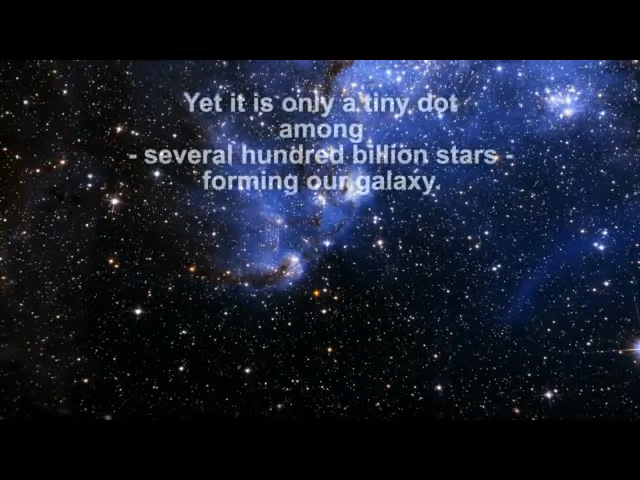 Yet it is only a tiny dot
among
- several hundred billion stars -
forming our galaxy.